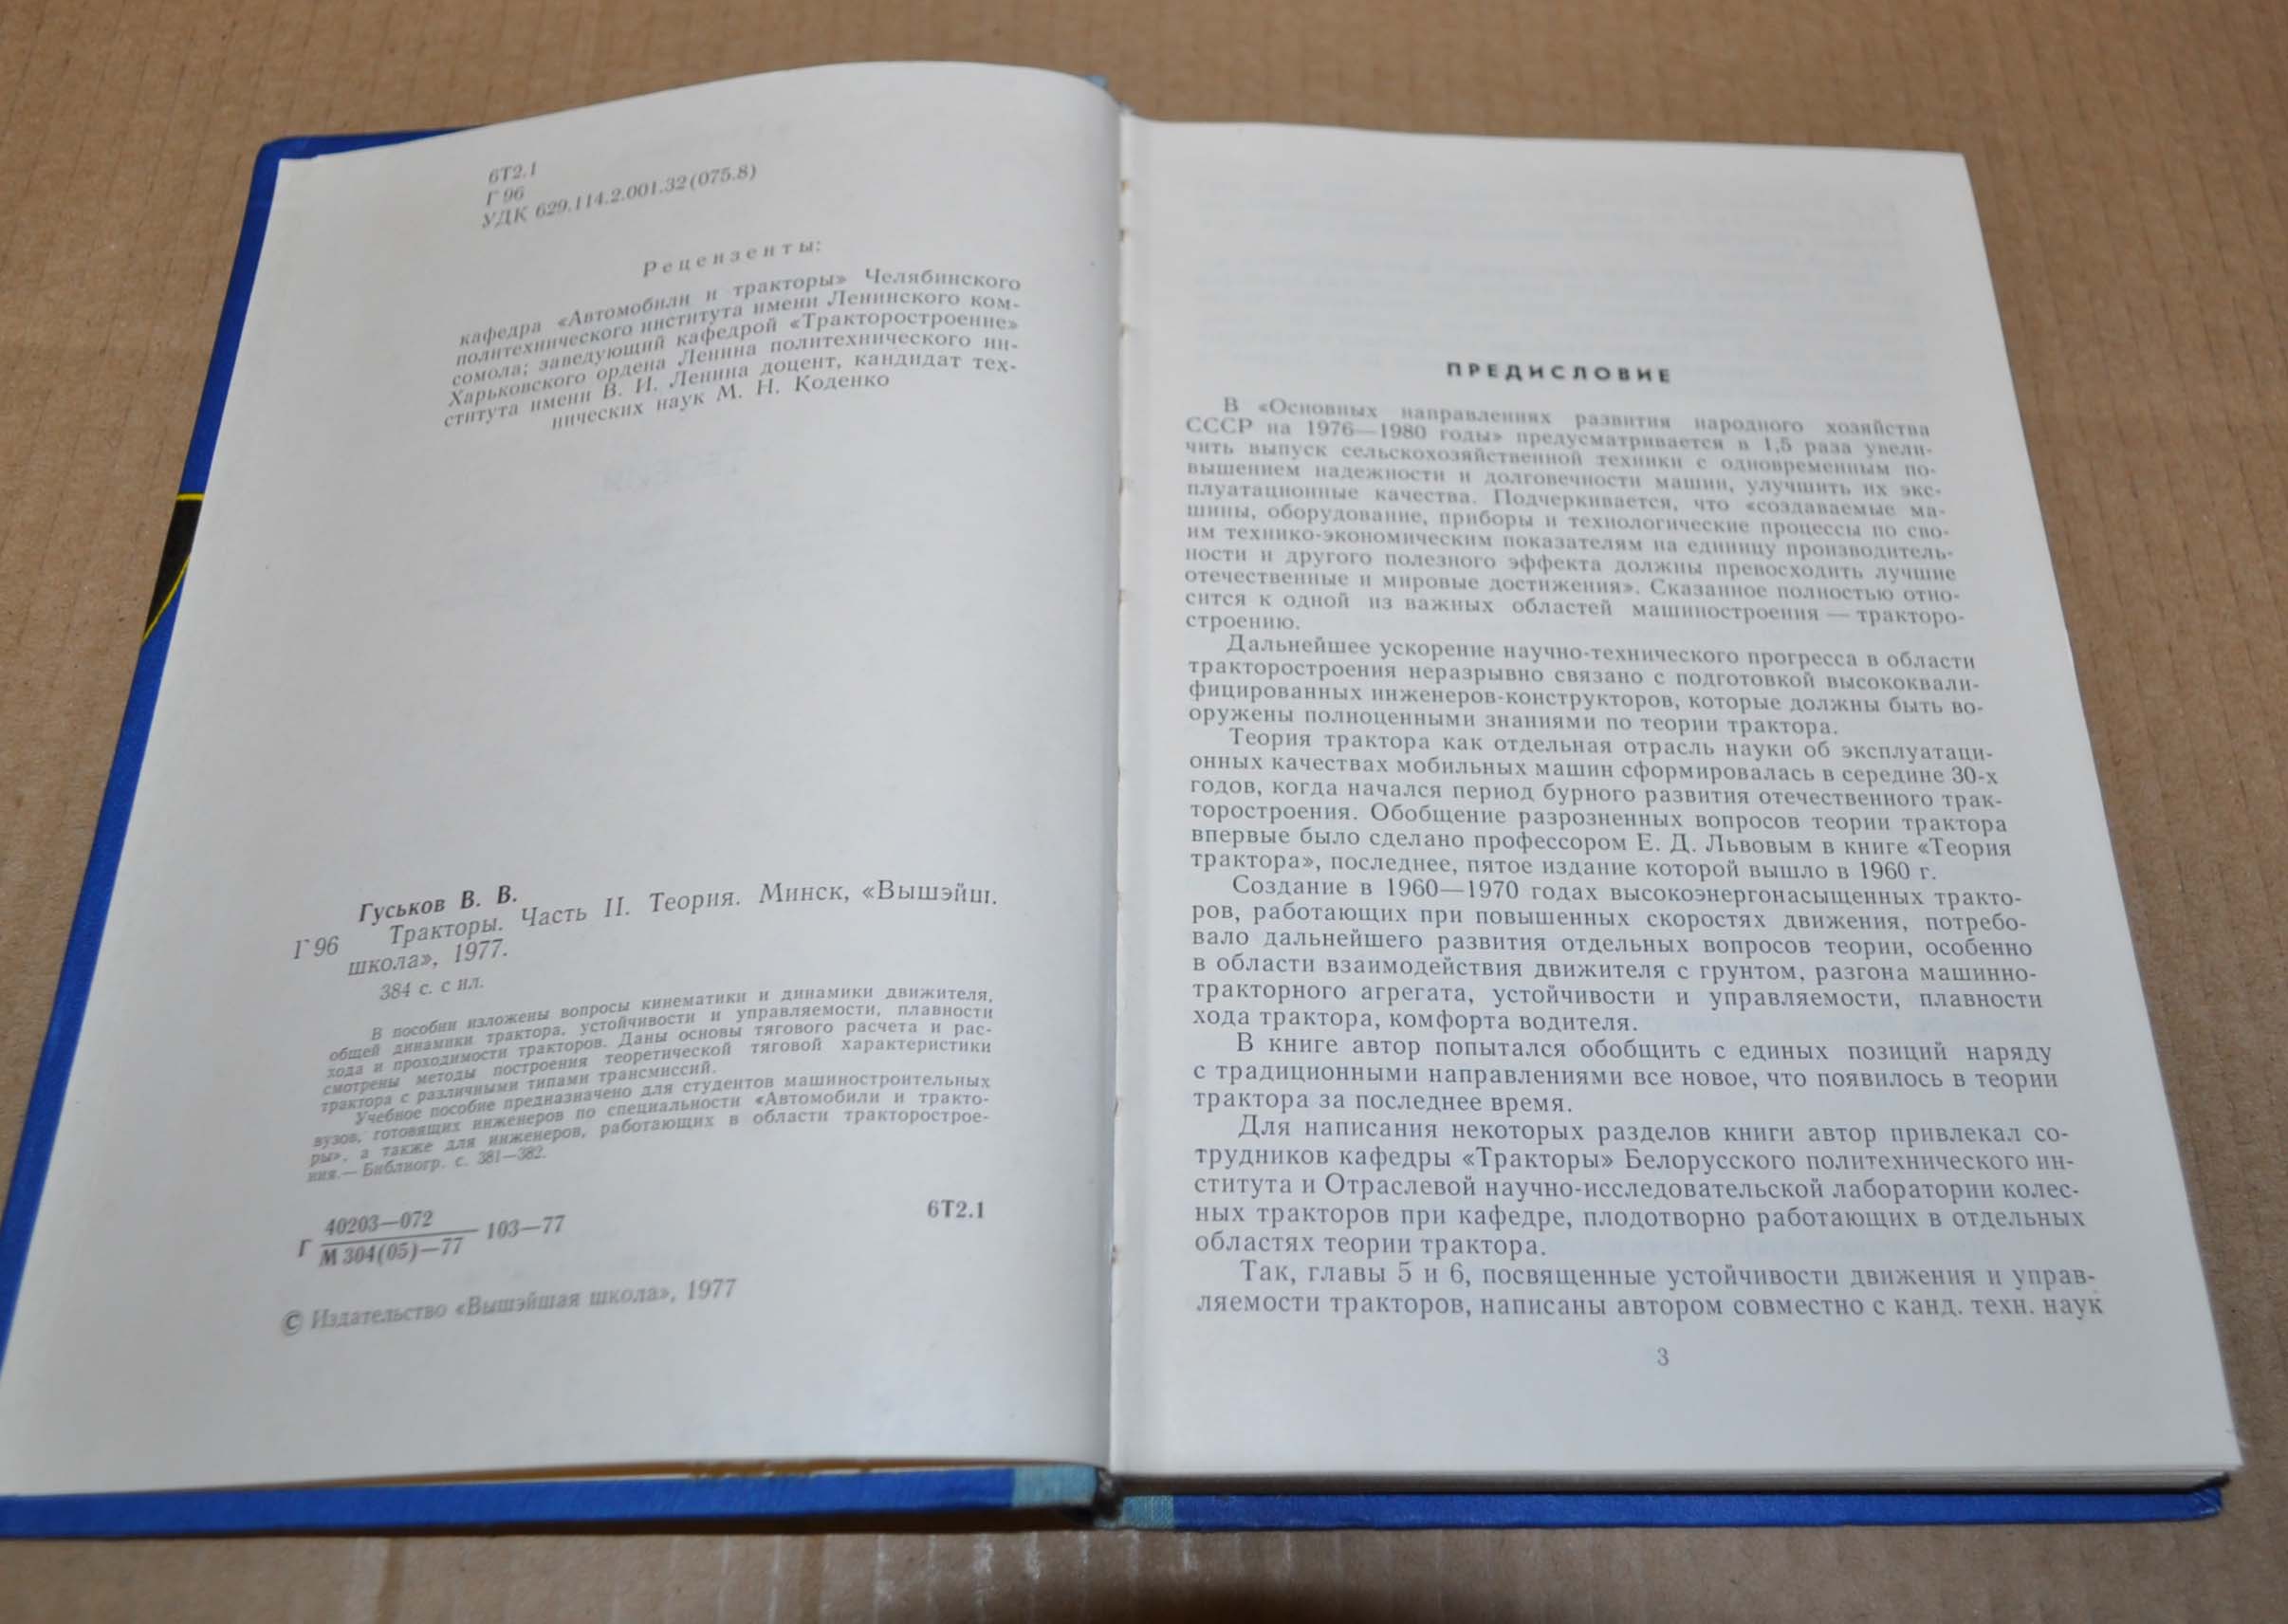 6Т2.1
Г 96
УДК 629.114.2.001.32(075.8)
Рецензенты:
кафедра «Автомобили и тракторы» Челябинского
политехнического института имени Ленинского ком-
сомола; заведующий кафедрой «Тракторостроение»
Харьковского ордена Ленина политехнического ин-
ститута имени В. И. Ленина доцент, кандидат тех-
нических наук М. Н. Коденко
Гуськов В. В.
Г 96 Тракторы. Часть II. Теория. Минск, «Вышэйш.
школа», 1977.
384 с. с ил.
В пособии изложены вопросы кинематики и динамики движителя,
общей динамики трактора, устойчивости и управляемости, плавности
хода и проходимости тракторов. Даны основы тягового расчета и рас-
смотрены методы построения теоретической тяговой характеристики
трактора с различными типами трансмиссий.
Учебное пособие предназначено для студентов машиностроительных
вузов, готовящих инженеров по специальности «Автомобили и тракто-
ры», а также для инженеров, работающих в области тракторострое-
ния.— Библиогр. с. 381—382.
Г 40203—072
М 304(05)—77 103—77
6Т2.1
© Издательство «Вышэйшая школа», 1977
ПРЕДИСЛОВИЕ
В «Основных направлениях развития народного хозяйства
СССР на 1976—1980 годы» предусматривается в 1,5 раза увели-
чить выпуск сельскохозяйственной техники с одновременным по-
вышением надежности и долговечности машин, улучшить их экс-
плуатационные качества. Подчеркивается, что «создаваемые ма-
шины, оборудование, приборы и технологические процессы по сво-
им технико-экономическим показателям на единицу производитель-
ности и другого полезного эффекта должны превосходить лучшие
отечественные и мировые достижения». Сказанное полностью отно-
сится к одной из важных областей машиностроения — тракторо-
строению.
Дальнейшее ускорение научно-технического прогресса в области
тракторостроения неразрывно связано с подготовкой высококвали-
фицированных инженеров-конструкторов, которые должны быть во-
оружены полноценными знаниями по теории трактора.
Теория трактора как отдельная отрасль науки об эксплуатаци-
онных качествах мобильных машин сформировалась в середине 30-х
годов, когда начался период бурного развития отечественного трак-
торостроения. Обобщение разрозненных вопросов теории трактора
впервые было сделано профессором Е. Д. Львовым в книге «Теория
трактора», последнее, пятое издание которой вышло в 1960 г.
Создание в 1960—1970 годах высокоэнергонасыщенных тракто-
ров, работающих при повышенных скоростях движения, потребо-
вало дальнейшего развития отдельных вопросов теории, особенно
в области взаимодействия движителя с грунтом, разгона машинно-
тракторного агрегата, устойчивости и управляемости, плавности
хода трактора, комфорта водителя.
В книге автор попытался обобщить с единых позиций наряду
с традиционными направлениями все новое, что появилось в теории
трактора за последнее время.
Для написания некоторых разделов книги автор привлекал со-
трудников кафедры «Тракторы» Белорусского политехнического ин-
ститута и Отраслевой научно-исследовательской лаборатории колес-
ных тракторов при кафедре, плодотворно работающих в отдельных
областях теории трактора.
Так, главы 5 и 6, посвященные устойчивости движения и управ-
ляемости тракторов, написаны автором совместно с канд. техн. наук
3